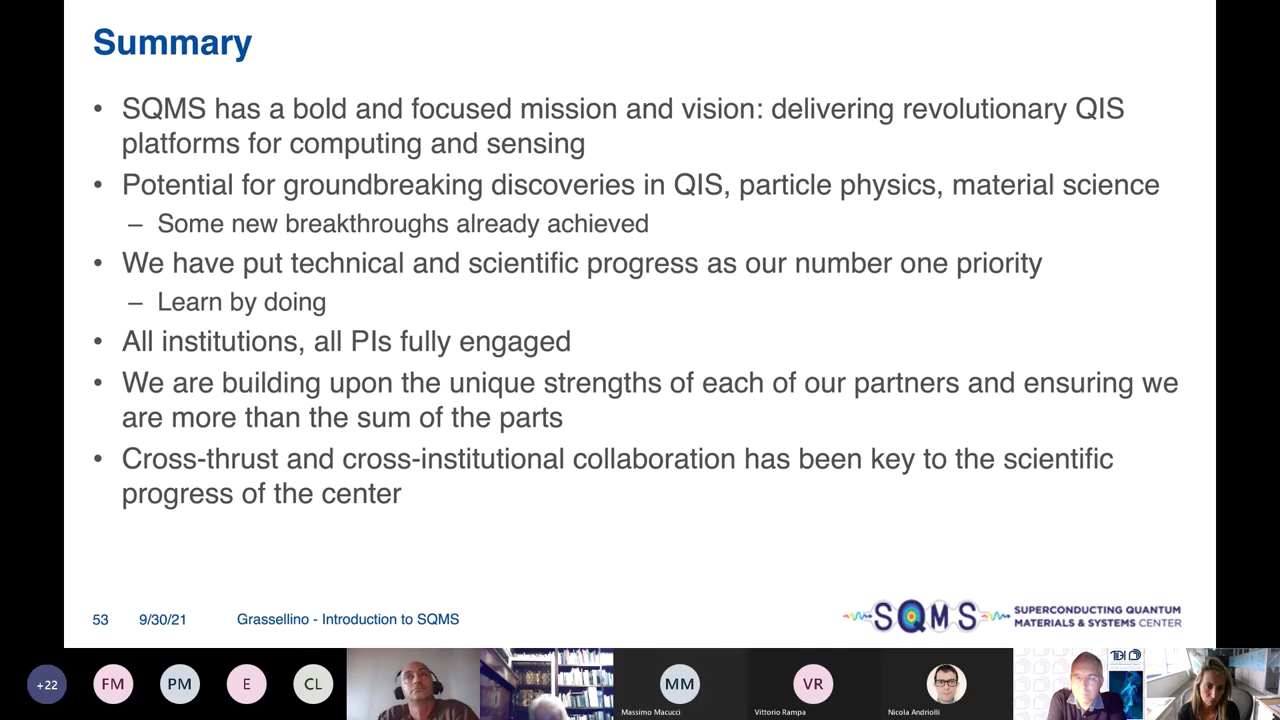 Summary
• SQMS has a bold and focused mission and vision: delivering revolutionary QIS
platforms for computing and sensing
• Potential for groundbreaking discoveries in QIS, particle physics, material science
– Some new breakthroughs already achieved
• We have put technical and scientific progress as our number one priority
– Learn by doing
• All institutions, all PIs fully engaged
• We are building upon the unique strengths of each of our partners and ensuring we
are more than the sum of the parts
• Cross-thrust and cross-institutional collaboration has been key to the scientific
progress of the center
53 9/30/21 Grassellino - Introduction to SQMS
SQMS
SUPERCONDUCTING QUANTUM
MATERIALS & SYSTEMS CENTER
+22 FM PM E CL MM VR
Massimo Macucci Vittorio Rampa Nicola Andriolli